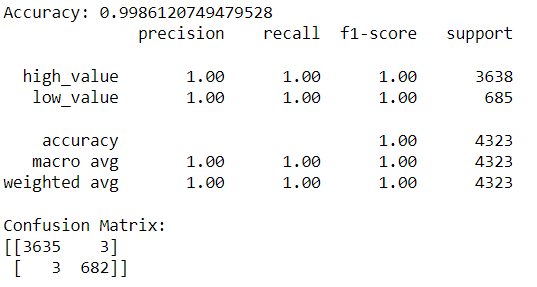 Accuracy: 0.9986120749479528
precision recall f1-score support
high_value 1.00 1.00 1.00 3638
low_value 1.00 1.00 1.00 685
accuracy 1.00 4323
macro avg 1.00 1.00 1.00 4323
weighted avg 1.00 1.00 1.00 4323
Confusion Matrix:
[[3635 3]
[ 3 682]]